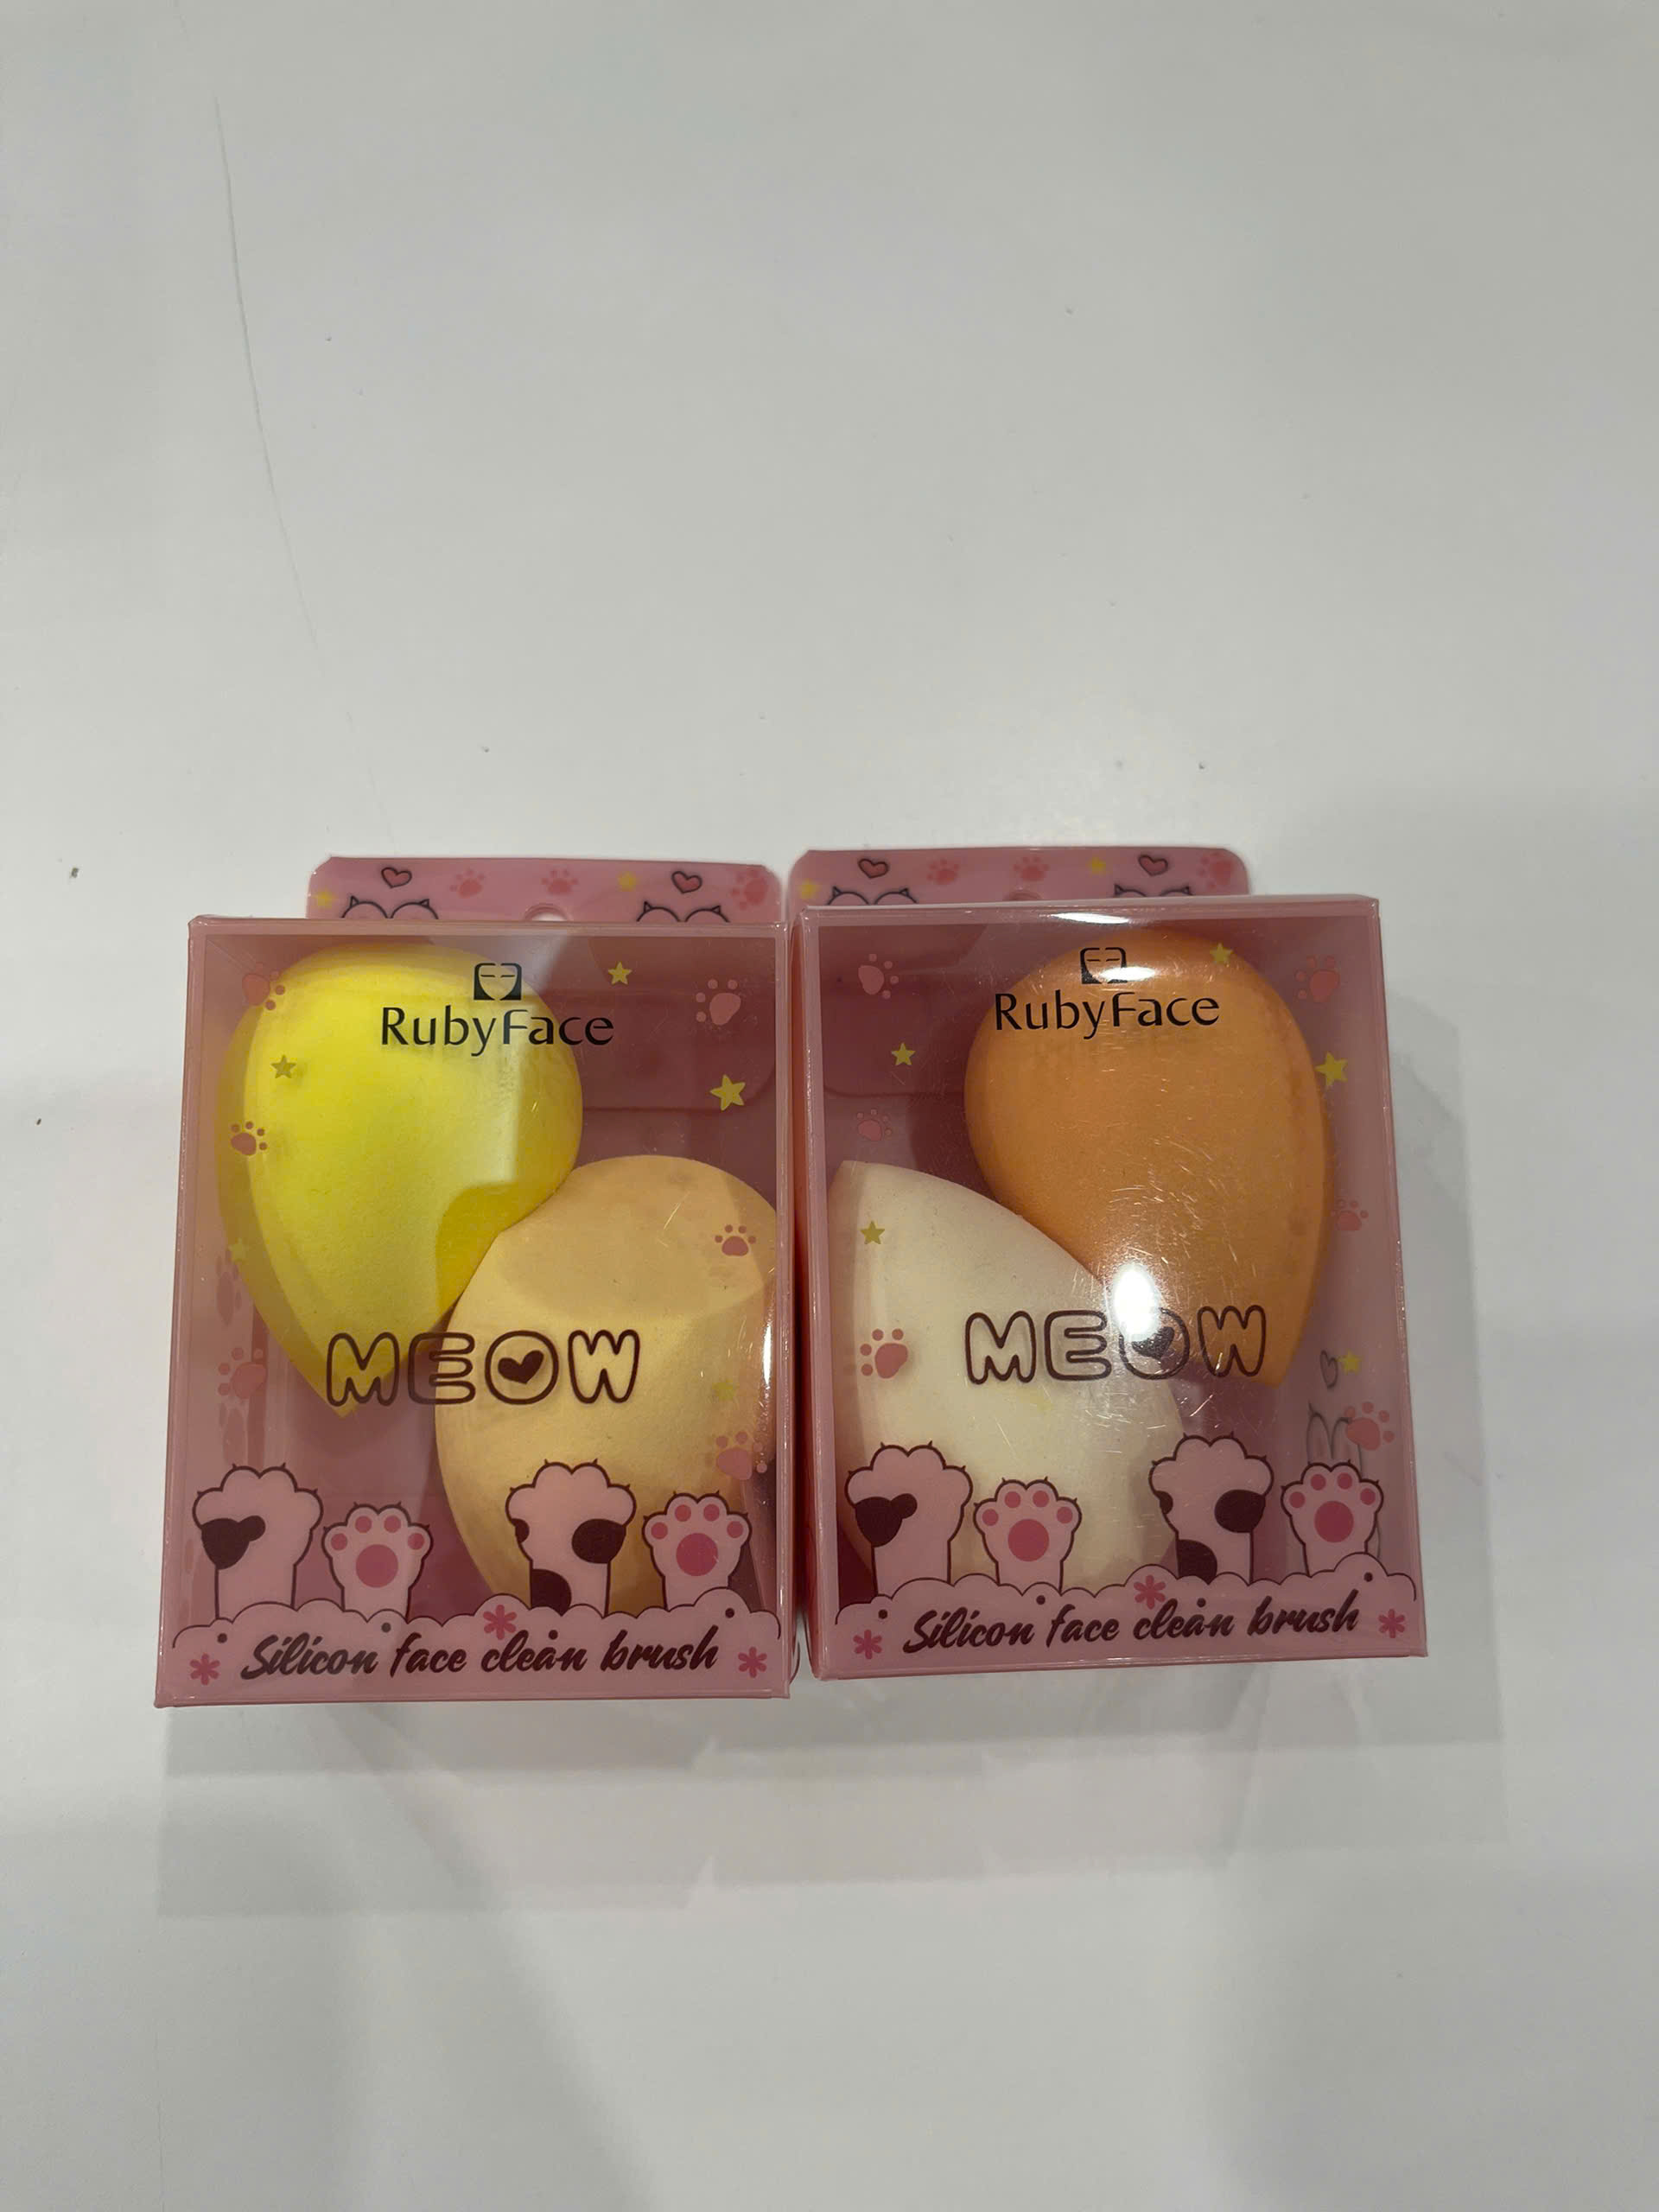 RubyFace
MEOW
Silicon face clean brush
RubyFace
MEOW
Silicon face clean brush